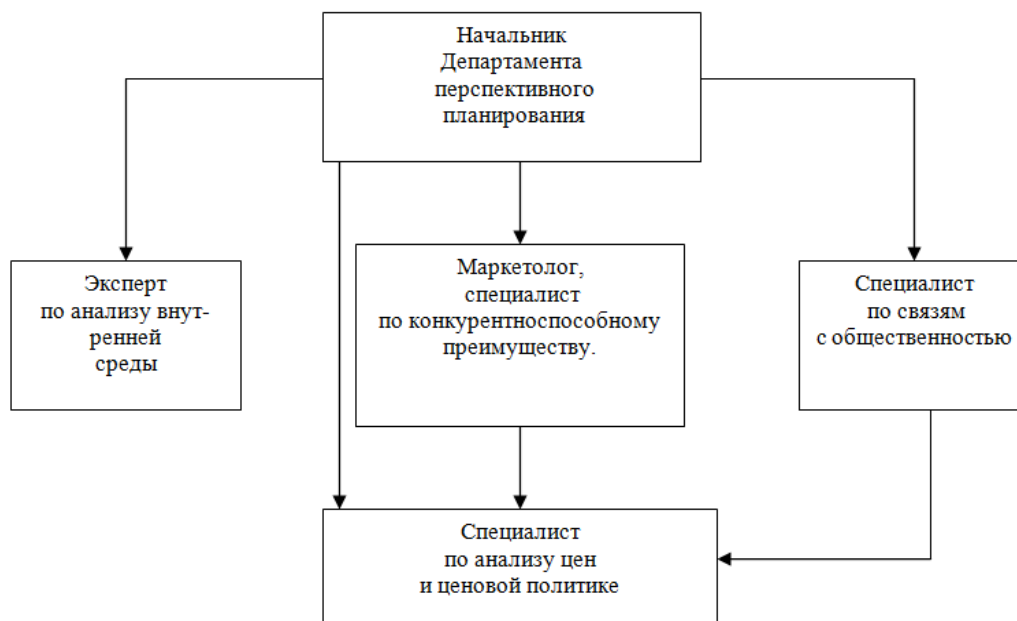 Начальник
Департамента
перспективного
планирования
Эксперт
по анализу внут-
ренней
среды
Маркетолог,
специалист
по конкурентноспособному
преимуществу.
Специалист
по связям
с общественностью
Специалист
по анализу цен
и ценовой политике